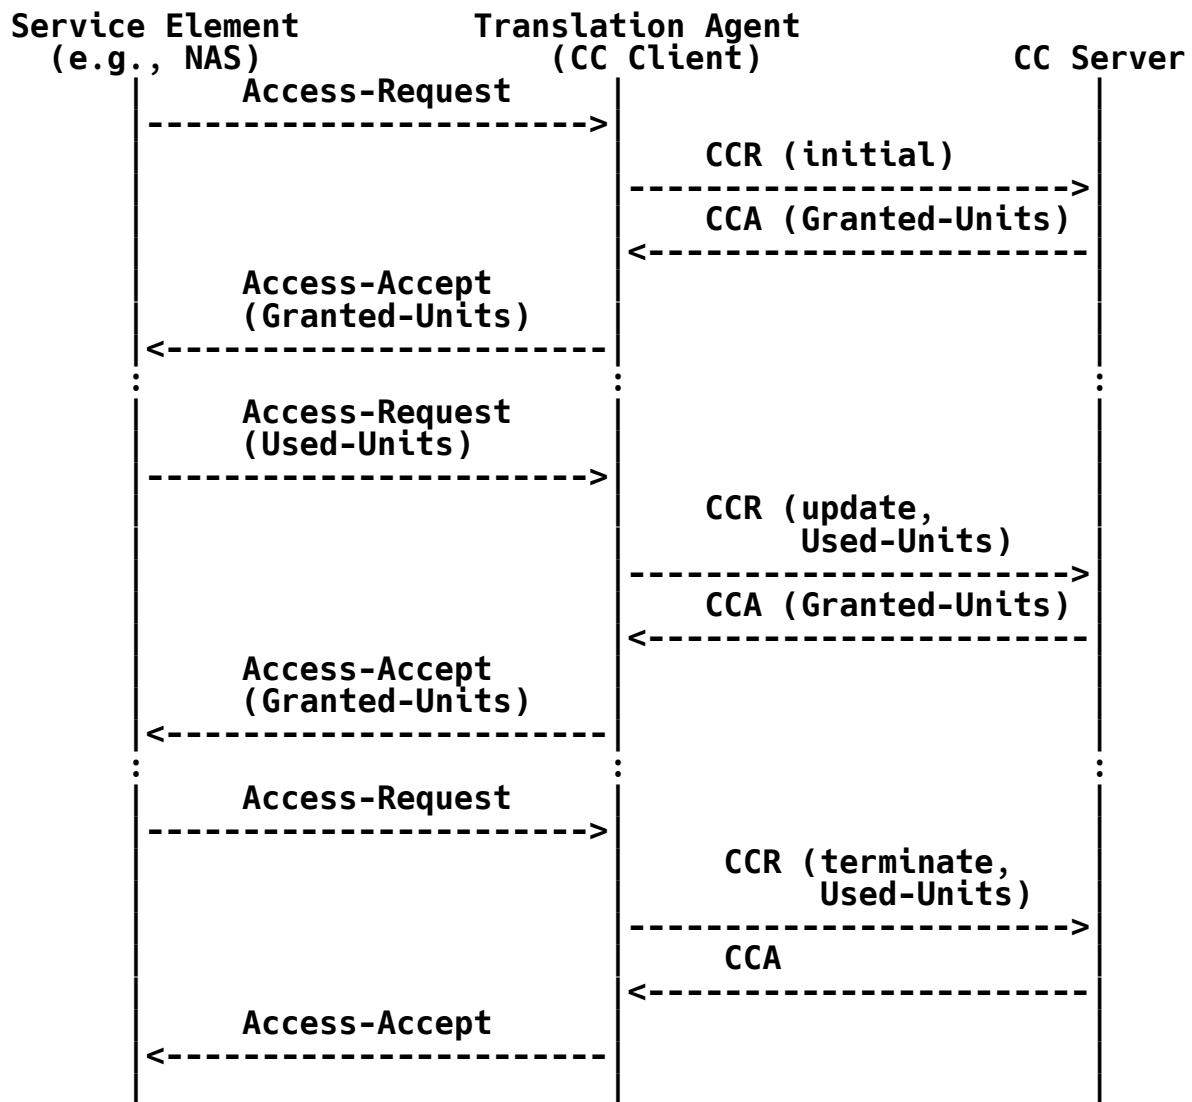 Service Element Translation Agent
(e.g., NAS) (CC Client) CC Server
| Access-Request | |
|----------------------->| |
| | CCR (initial) |
| |----------------------->|
| | CCA (Granted-Units) |
| |<-----------------------|
| Access-Accept | |
| (Granted-Units) | |
|<-----------------------| |
: : :
| Access-Request | |
| (Used-Units) | |
|----------------------->| |
| | CCR (update, |
| | Used-Units) |
| |----------------------->|
| | CCA (Granted-Units) |
| |<-----------------------|
| Access-Accept | |
| (Granted-Units) | |
|<-----------------------| |
: : :
| Access-Request | |
|----------------------->| |
| | CCR (terminate, |
| | Used-Units) |
| |----------------------->|
| | CCA |
| |<-----------------------|
| Access-Accept | |
|<-----------------------| |
| | |